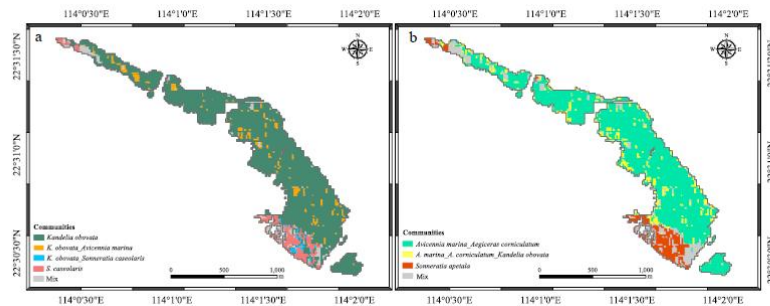 114°0'30"E 114°1'0"E 114°1'30"E 114°2'0"E
114°0'30"E 114°1'0"E 114°1'30"E 114°2'0"E
a
b
N
W E
S
N
W E
S
22°31'30"N
22°31'0"N
22°30'30"N
Communities
Kandelia obovata
K. obovata_Avicennia marina
K. obovata_Sonneratia caseolaris
S. caseolaris
Mix
0 500 1,000
Communities
Avicennia marina_Aegiceras corniculatum
A. marina_A. corniculatum_Kandelia obovata
Sonneratia apetala
Mix
0 500 1,000
114°0'30"E 114°1'0"E 114°1'30"E 114°2'0"E
114°0'30"E 114°1'0"E 114°1'30"E 114°2'0"E